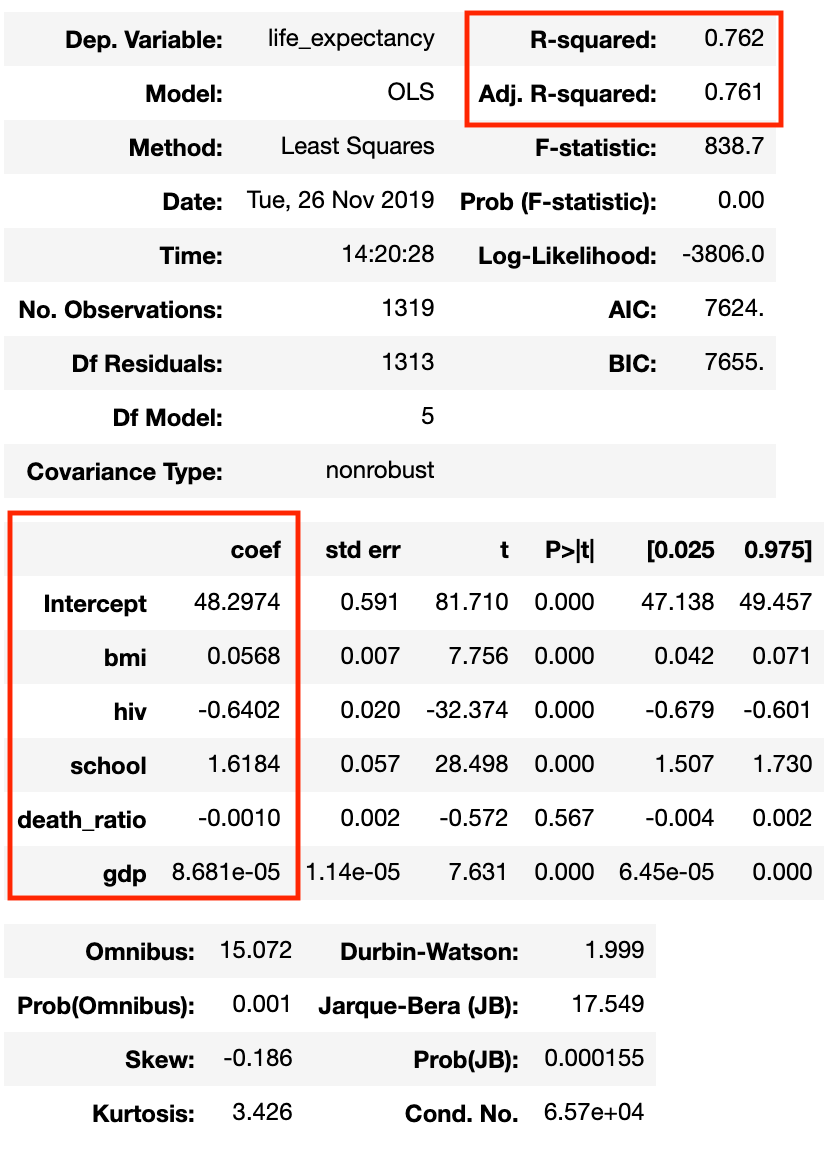 Dep. Variable: life_expectancy R-squared: 0.762
Model: OLS Adj. R-squared: 0.761
Method: Least Squares F-statistic: 838.7
Date: Tue, 26 Nov 2019 Prob (F-statistic): 0.00
Time: 14:20:28 Log-Likelihood: -3806.0
No. Observations: 1319 AIC: 7624.
Df Residuals: 1313 BIC: 7655.
Df Model: 5
Covariance Type: nonrobust
coef std err t P>|t| [0.025 0.975]
Intercept 48.2974 0.591 81.710 0.000 47.138 49.457
bmi 0.0568 0.007 7.756 0.000 0.042 0.071
hiv -0.6402 0.020 -32.374 0.000 -0.679 -0.601
school 1.6184 0.057 28.498 0.000 1.507 1.730
death_ratio -0.0010 0.002 -0.572 0.567 -0.004 0.002
gdp 8.681e-05 1.14e-05 7.631 0.000 6.45e-05 0.000
Omnibus: 15.072 Durbin-Watson: 1.999
Prob(Omnibus): 0.001 Jarque-Bera (JB): 17.549
Skew: -0.186 Prob(JB): 0.000155
Kurtosis: 3.426 Cond. No. 6.57e+04